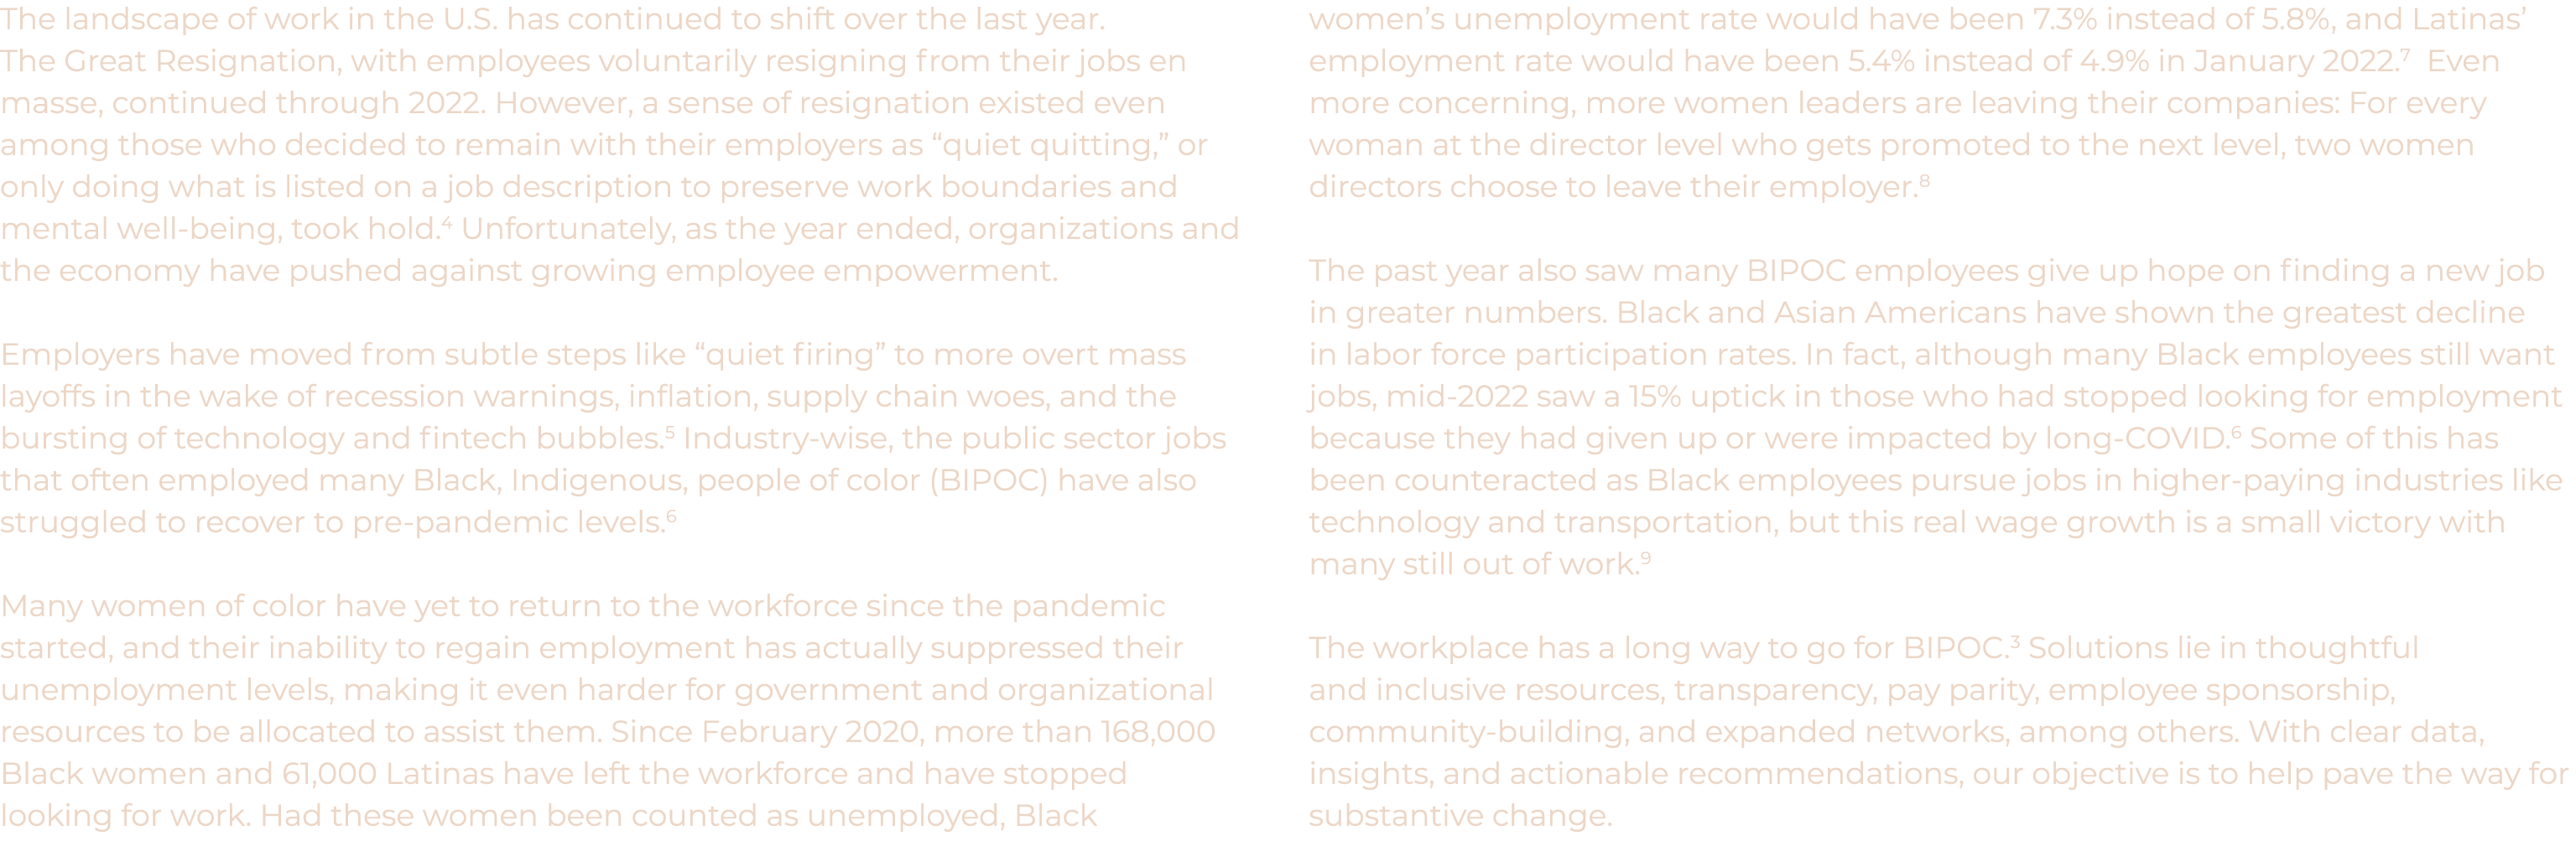 The landscape of work in the U.S. has continued to shift over the last year.
The Great Resignation, with employees voluntarily resigning from their jobs en
masse, continued through 2022. However, a sense of resignation existed even
among those who decided to remain with their employers as “quiet quitting,” or
only doing what is listed on a job description to preserve work boundaries and
mental well-being, took hold.⁴ Unfortunately, as the year ended, organizations and
the economy have pushed against growing employee empowerment.

Employers have moved from subtle steps like “quiet firing” to more overt mass
layoffs in the wake of recession warnings, inflation, supply chain woes, and the
bursting of technology and fintech bubbles.⁵ Industry-wise, the public sector jobs
that often employed many Black, Indigenous, people of color (BIPOC) have also
struggled to recover to pre-pandemic levels.⁶

Many women of color have yet to return to the workforce since the pandemic
started, and their inability to regain employment has actually suppressed their
unemployment levels, making it even harder for government and organizational
resources to be allocated to assist them. Since February 2020, more than 168,000
Black women and 61,000 Latinas have left the workforce and have stopped
looking for work. Had these women been counted as unemployed, Black
women’s unemployment rate would have been 7.3% instead of 5.8%, and Latinas’
employment rate would have been 5.4% instead of 4.9% in January 2022.⁷ Even
more concerning, more women leaders are leaving their companies: For every
woman at the director level who gets promoted to the next level, two women
directors choose to leave their employer.⁸

The past year also saw many BIPOC employees give up hope on finding a new job
in greater numbers. Black and Asian Americans have shown the greatest decline
in labor force participation rates. In fact, although many Black employees still want
jobs, mid-2022 saw a 15% uptick in those who had stopped looking for employment
because they had given up or were impacted by long-COVID.⁶ Some of this has
been counteracted as Black employees pursue jobs in higher-paying industries like
technology and transportation, but this real wage growth is a small victory with
many still out of work.⁹

The workplace has a long way to go for BIPOC.³ Solutions lie in thoughtful
and inclusive resources, transparency, pay parity, employee sponsorship,
community-building, and expanded networks, among others. With clear data,
insights, and actionable recommendations, our objective is to help pave the way for
substantive change.